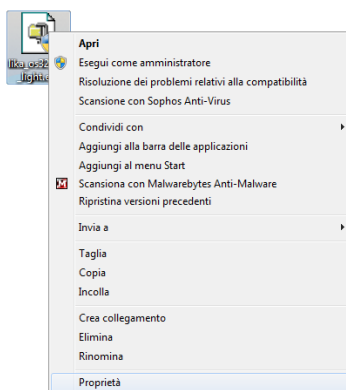 Apri
Esegui come amministratore
Risoluzione dei problemi relativi alla compatibilità
Scansione con Sophos Anti-Virus
Condividi con
Aggiungi alla barra delle applicazioni
Aggiungi al menu Start
Scansiona con Malwarebytes Anti-Malware
Ripristina versioni precedenti
Invia a
Taglia
Copia
Incolla
Crea collegamento
Elimina
Rinomina
Proprietà